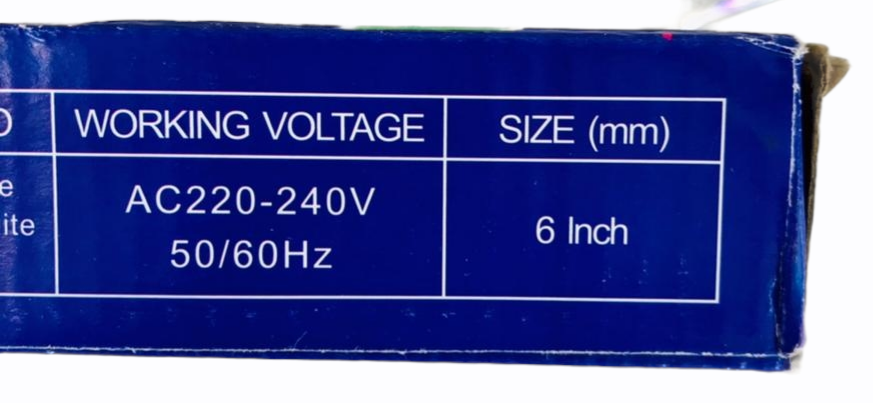 WORKING VOLTAGE
SIZE (mm)
AC220-240V
50/60Hz
6 Inch